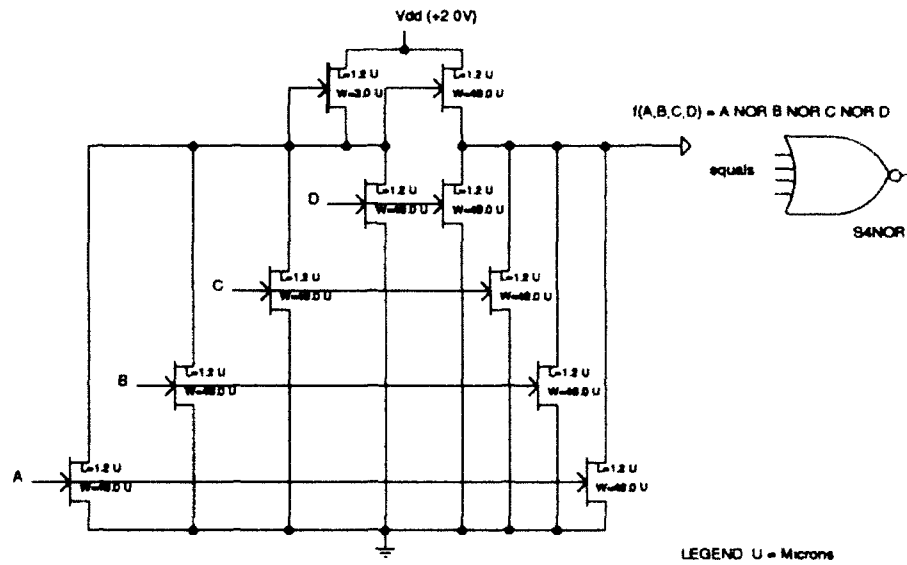 Vdd (+2 0V)
L=1.2 U
W=3.0 U
L=1.2 U
W=48.0 U
f(A,B,C,D) = A NOR B NOR C NOR D
equals
S4NOR
D
L=1.2 U
W=48.0 U
L=1.2 U
W=48.0 U
C
L=1.2 U
W=48.0 U
L=1.2 U
W=48.0 U
B
L=1.2 U
W=48.0 U
L=1.2 U
W=48.0 U
A
L=1.2 U
W=48.0 U
L=1.2 U
W=48.0 U
LEGEND U = Microns